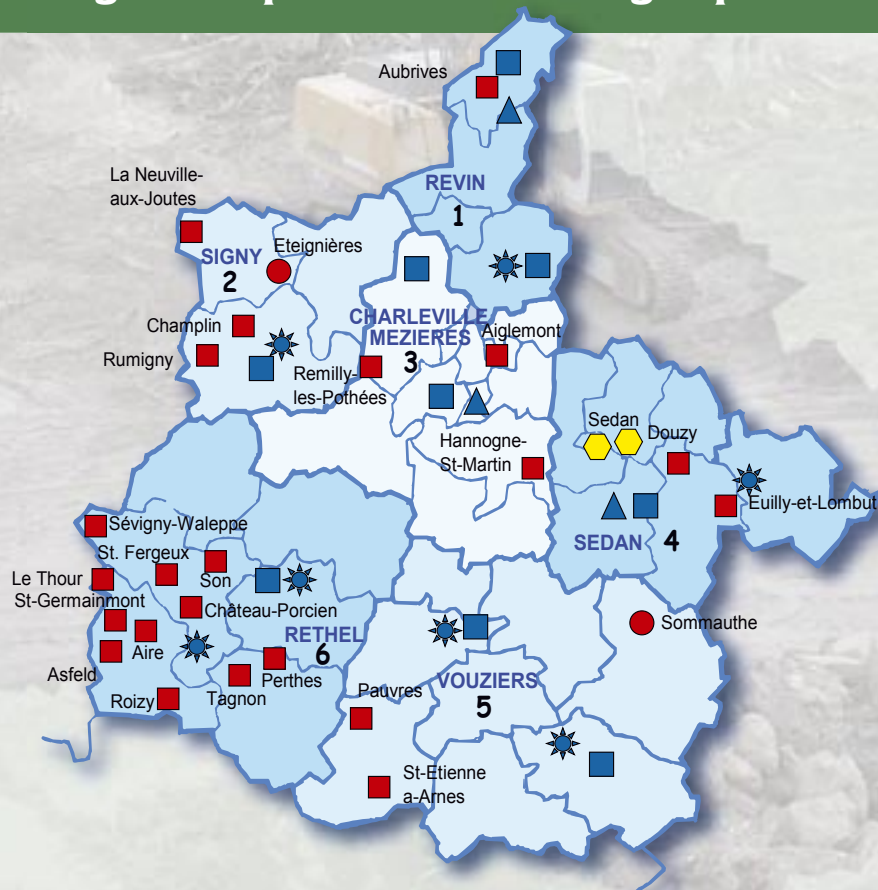 Aubrives
La Neuville-
aux-Joutes
REVIN
1
SIGNY
2
Eteignières
CHARLEVILLE
MEZIERES
3
Champlin
Aiglemont
Rumigny
Remilly-
les-Pothées
Sedan
Douzy
Hannogne-
St-Martin
Euilly-et-Lombut
Sévigny-Waleppe
SEDAN
4
St. Fergeux
Le Thour
Son
St-Germainmont
Château-Porcien
Sommauthe
RETHEL
6
Aire
Asfeld
Perthes
VOUZIERS
5
Pauvres
Roizy
Tagnon
St-Etienne
a-Arnes